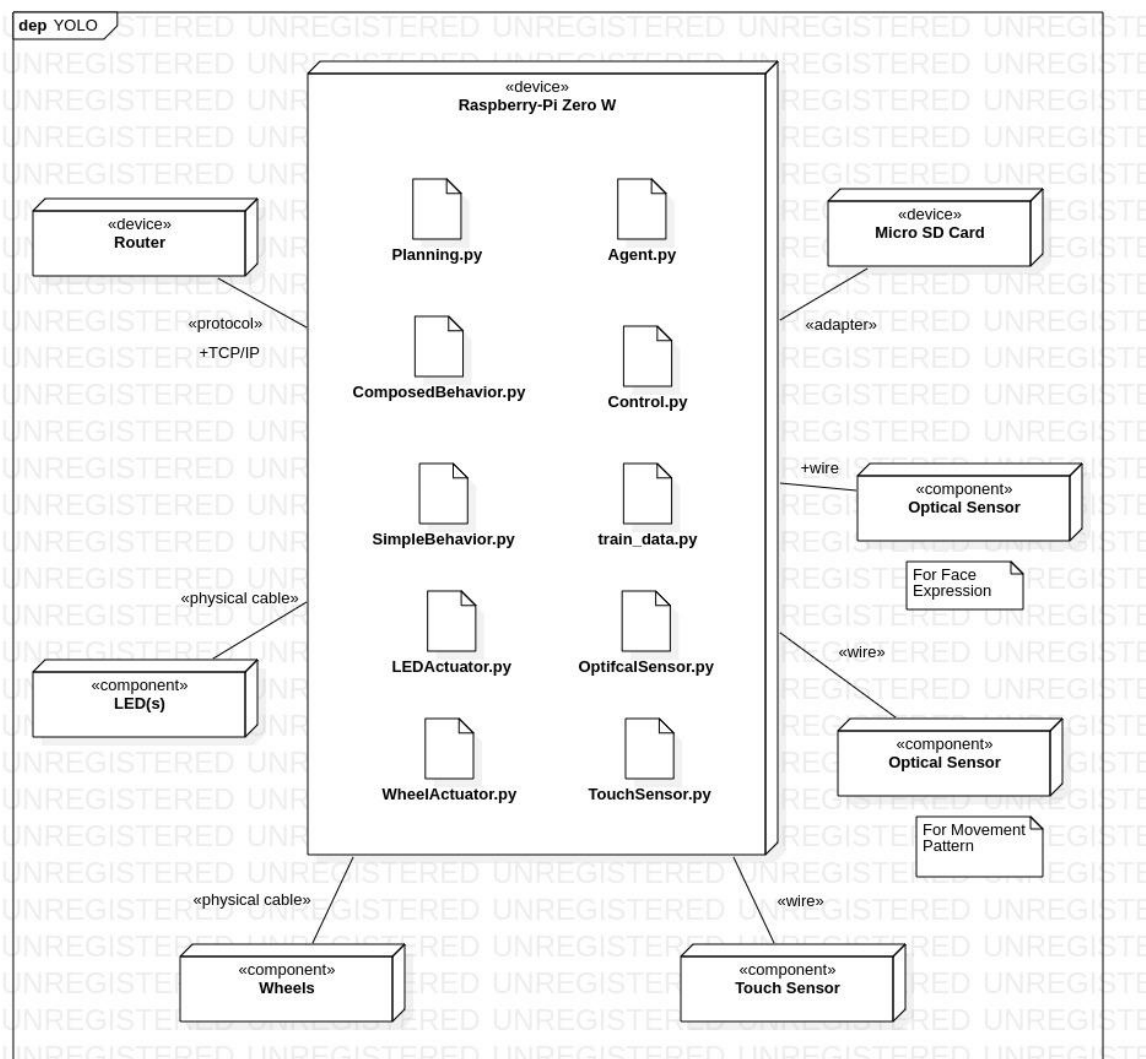 dep YOLO
«device»
Raspberry-Pi Zero W
Planning.py
Agent.py
ComposedBehavior.py
Control.py
SimpleBehavior.py
train_data.py
LEDActuator.py
OptifcalSensor.py
WheelActuator.py
TouchSensor.py
«device»
Router
«protocol»
+TCP/IP
«device»
Micro SD Card
«adapter»
+wire
«component»
Optical Sensor
For Face
Expression
«physical cable»
«component»
LED(s)
«wire»
«component»
Optical Sensor
For Movement
Pattern
«physical cable»
«component»
Wheels
«wire»
«component»
Touch Sensor
UNREGISTERED